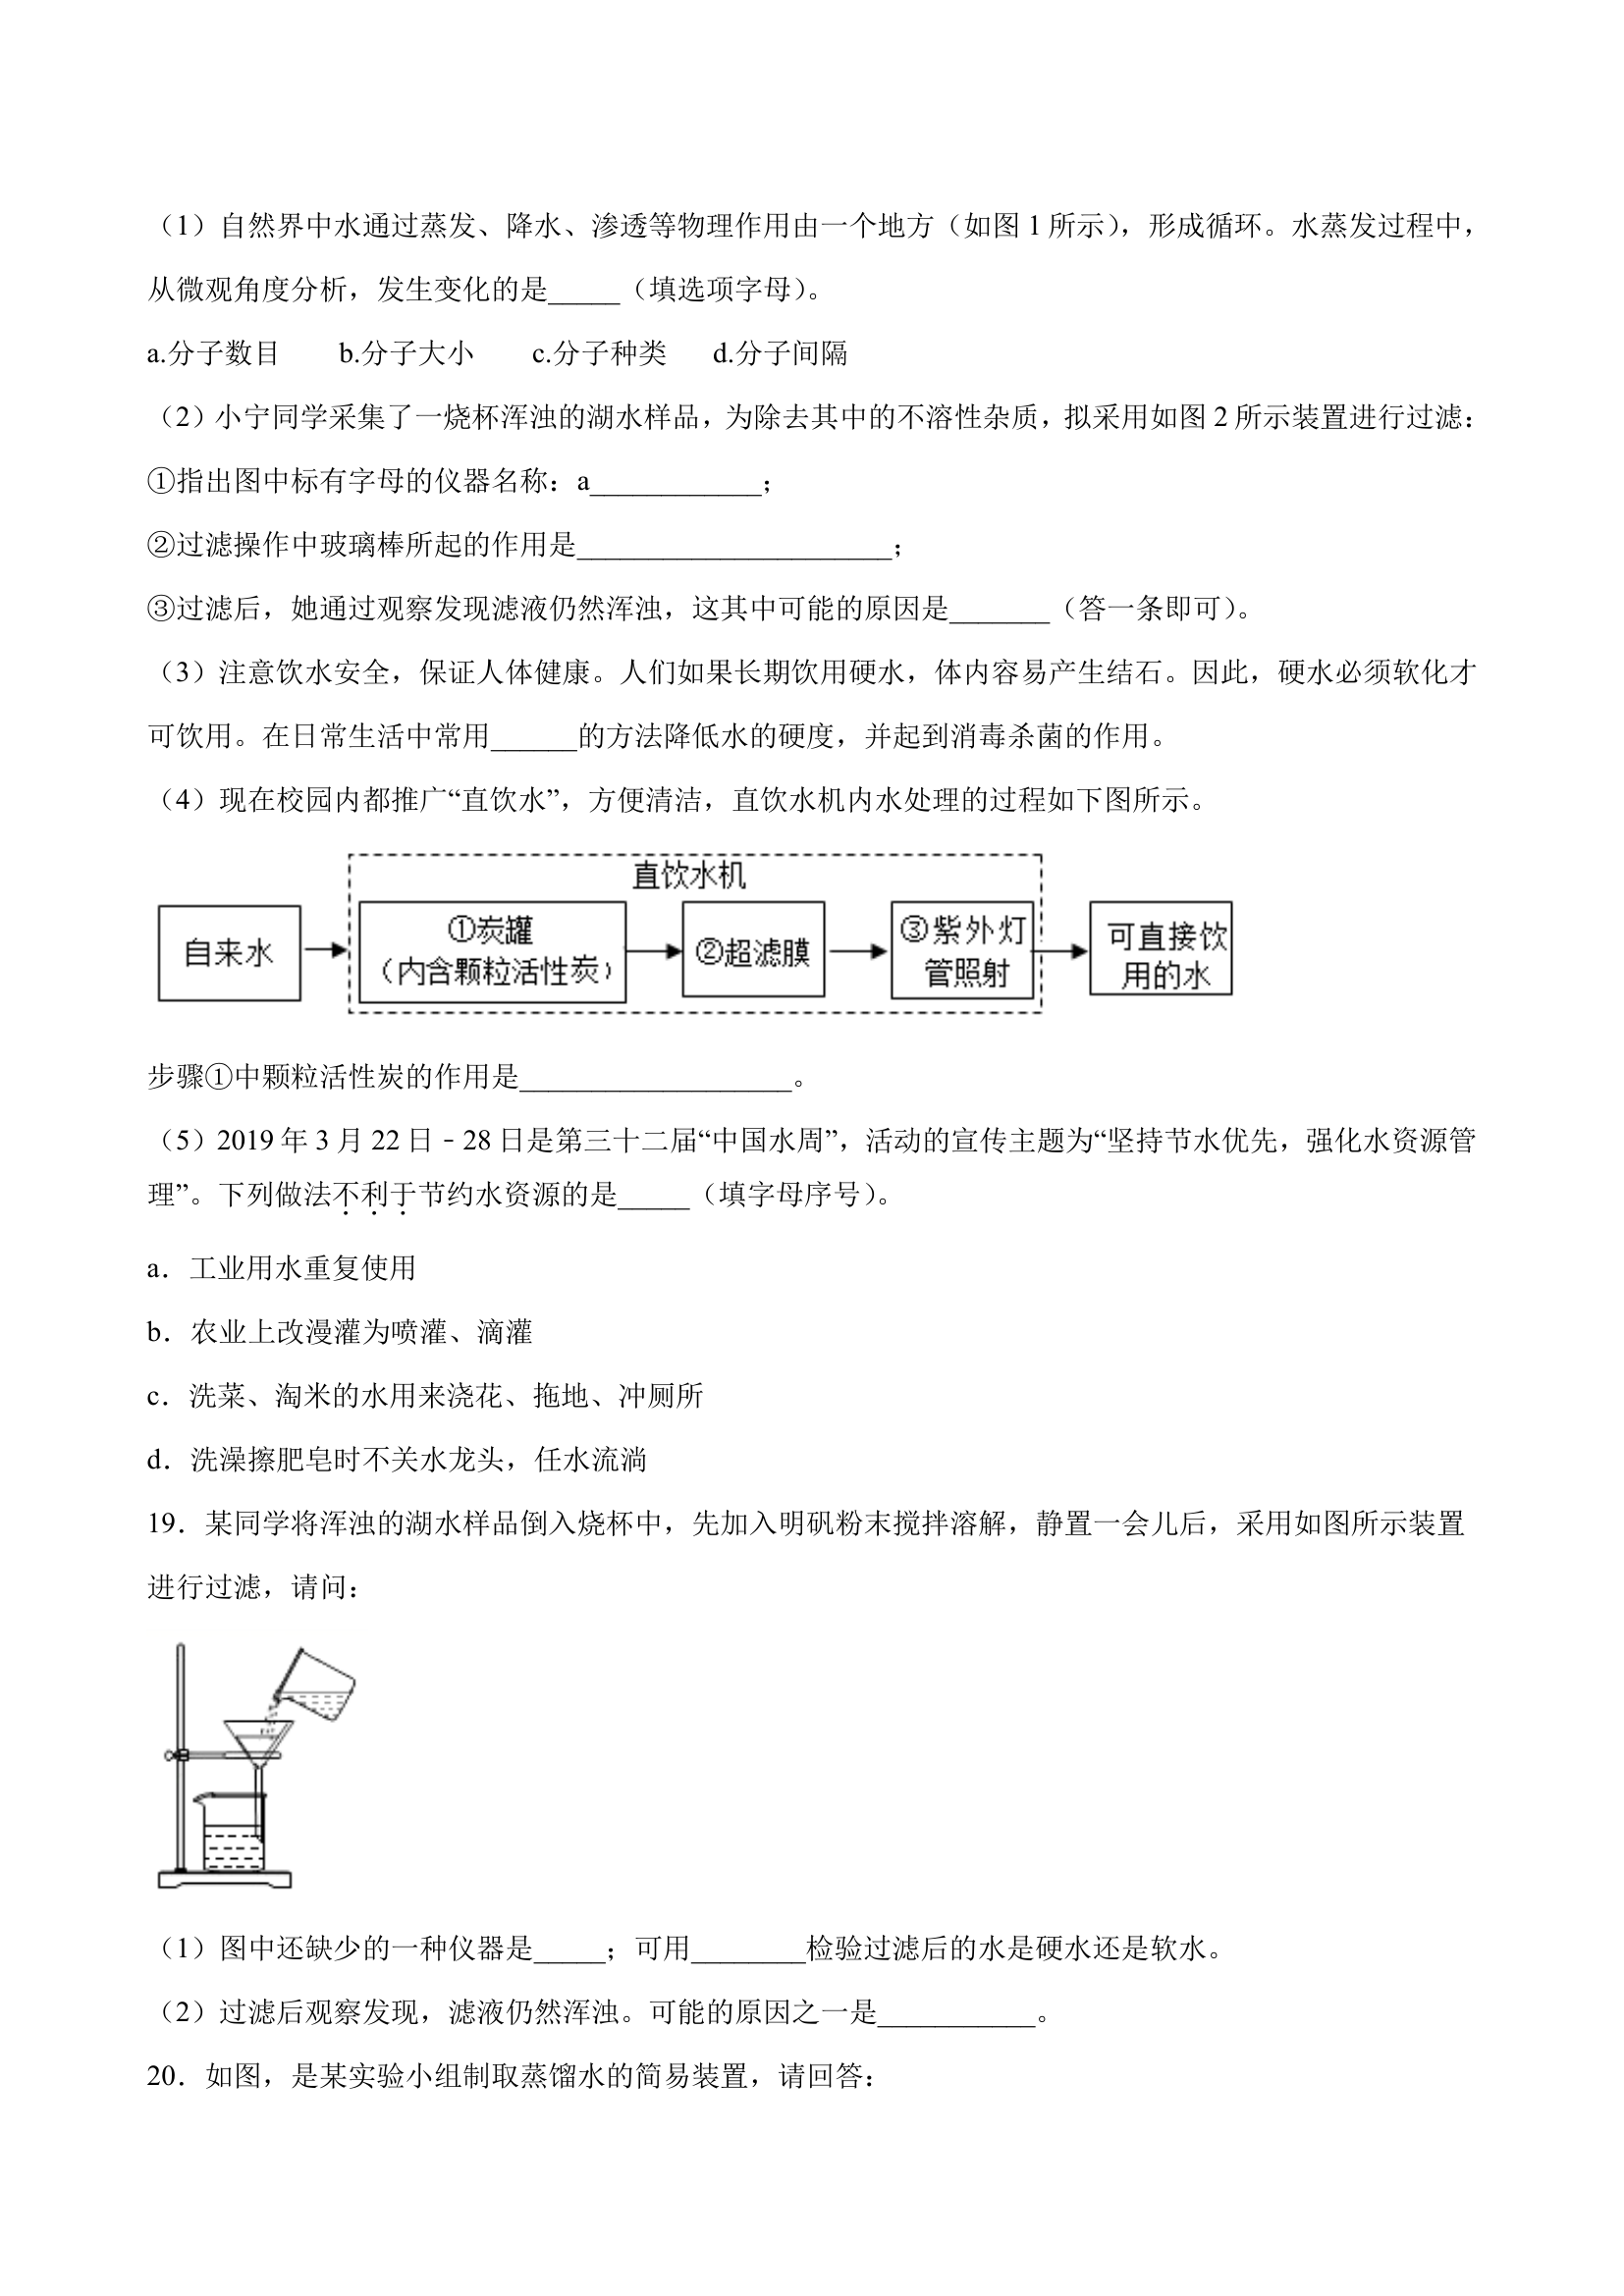 （1）自然界中水通过蒸发、降水、渗透等物理作用由一个地方（如图 1 所示），形成循环。水蒸发过程中，
从微观角度分析，发生变化的是_____（填选项字母）。
a.分子数目 b.分子大小 c.分子种类 d.分子间隔
（2）小宁同学采集了一烧杯浑浊的湖水样品，为除去其中的不溶性杂质，拟采用如图 2 所示装置进行过滤：
①指出图中标有字母的仪器名称：a____________；
②过滤操作中玻璃棒所起的作用是______________________；
③过滤后，她通过观察发现滤液仍然浑浊，这其中可能的原因是_______（答一条即可）。
（3）注意饮水安全，保证人体健康。人们如果长期饮用硬水，体内容易产生结石。因此，硬水必须软化才
可饮用。在日常生活中常用______的方法降低水的硬度，并起到消毒杀菌的作用。
（4）现在校园内都推广“直饮水”，方便清洁，直饮水机内水处理的过程如下图所示。
直饮水机
自来水
①炭罐
（内含颗粒活性炭）
②超滤膜
③紫外灯
管照射
可直接饮
用的水
步骤①中颗粒活性炭的作用是___________________。
（5）2019 年 3 月 22 日﹣28 日是第三十二届“中国水周”，活动的宣传主题为“坚持节水优先，强化水资源管
理”。下列做法不利于节约水资源的是_____（填字母序号）。
a．工业用水重复使用
b．农业上改漫灌为喷灌、滴灌
c．洗菜、淘米的水用来浇花、拖地、冲厕所
d．洗澡擦肥皂时不关水龙头，任水流淌
19．某同学将浑浊的湖水样品倒入烧杯中，先加入明矾粉末搅拌溶解，静置一会儿后，采用如图所示装置
进行过滤，请问：
（1）图中还缺少的一种仪器是_____；可用________检验过滤后的水是硬水还是软水。
（2）过滤后观察发现，滤液仍然浑浊。可能的原因之一是___________。
20．如图，是某实验小组制取蒸馏水的简易装置，请回答：